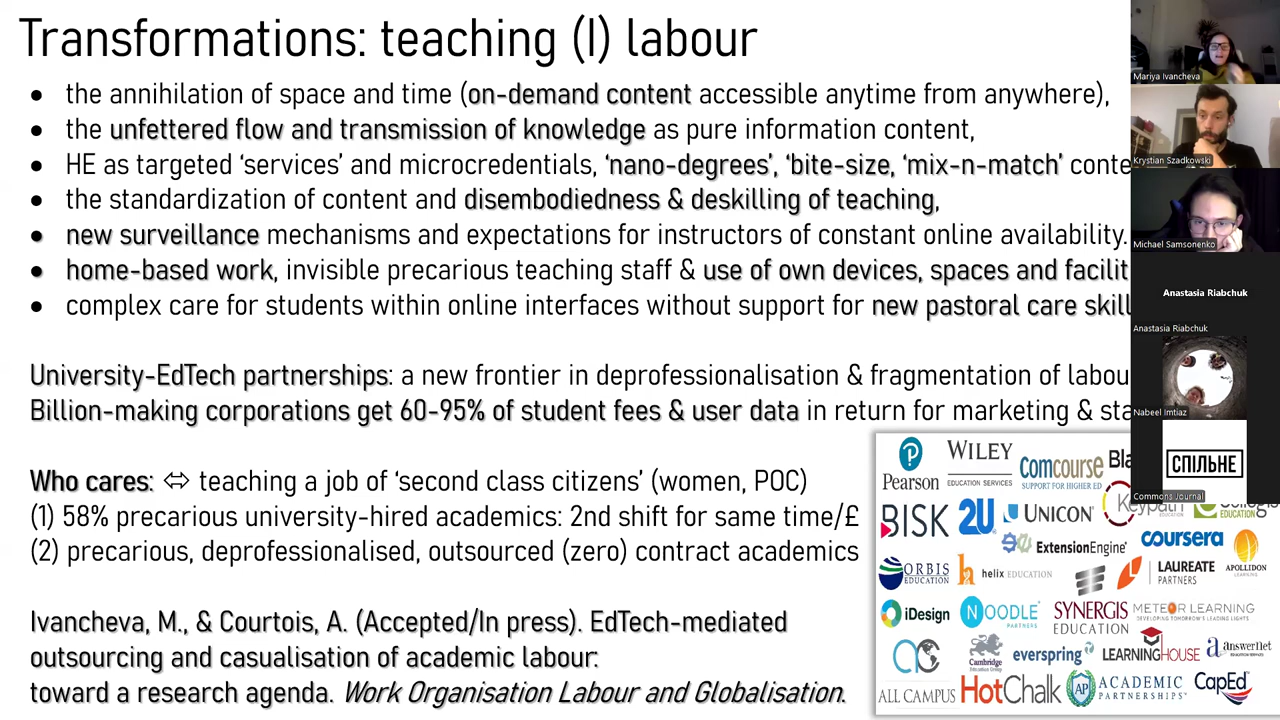 Transformations: teaching (I) labour
• the annihilation of space and time (on-demand content accessible anytime from anywhere),
• the unfettered flow and transmission of knowledge as pure information content,
• HE as targeted ‘services’ and microcredentials, ‘nano-degrees’, ‘bite-size, ‘mix-n-match’ conte
• the standardization of content and disembodiedness & deskilling of teaching,
• new surveillance mechanisms and expectations for instructors of constant online availability.
• home-based work, invisible precarious teaching staff & use of own devices, spaces and facilit
• complex care for students within online interfaces without support for new pastoral care skill
University-EdTech partnerships: a new frontier in deprofessionalisation & fragmentation of labou
Billion-making corporations get 60-95% of student fees & user data in return for marketing & sta
Who cares: ⇔ teaching a job of ‘second class citizens’ (women, POC)
(1) 58% precarious university-hired academics: 2nd shift for same time/£
(2) precarious, deprofessionalised, outsourced (zero) contract academics
Ivancheva, M., & Courtois, A. (Accepted/In press). EdTech-mediated
outsourcing and casualisation of academic labour:
toward a research agenda. Work Organisation Labour and Globalisation.
Pearson
WILEY
EDUCATION SERVICES
Comcourse
SUPPORT FOR HIGHER ED
Bla
BISK
2U
UNICON
Keypath
EDUCATION
ExtensionEngine
coursera
ORBIS
EDUCATION
helix EDUCATION
LAUREATE
PARTNERS
APOLLIDON
LEARNING
iDesign
NOODLE
PARTNERS
SYNERGIS
EDUCATION
METEOR LEARNING
AC
ALL CAMPUS
Cambridge
Education Group
everspring
LEARNINGHOUSE
answernet
HotChalk
AP
ACADEMIC
PARTNERSHIPS
CapEd
Mariya Ivancheva
Krystian Szadkowski
Michael Samsonenko
Anastasia Riabchuk
Anastasia Riabchuk
Nabeel Imtiaz
СПІЛЬНЕ
Commons Journal